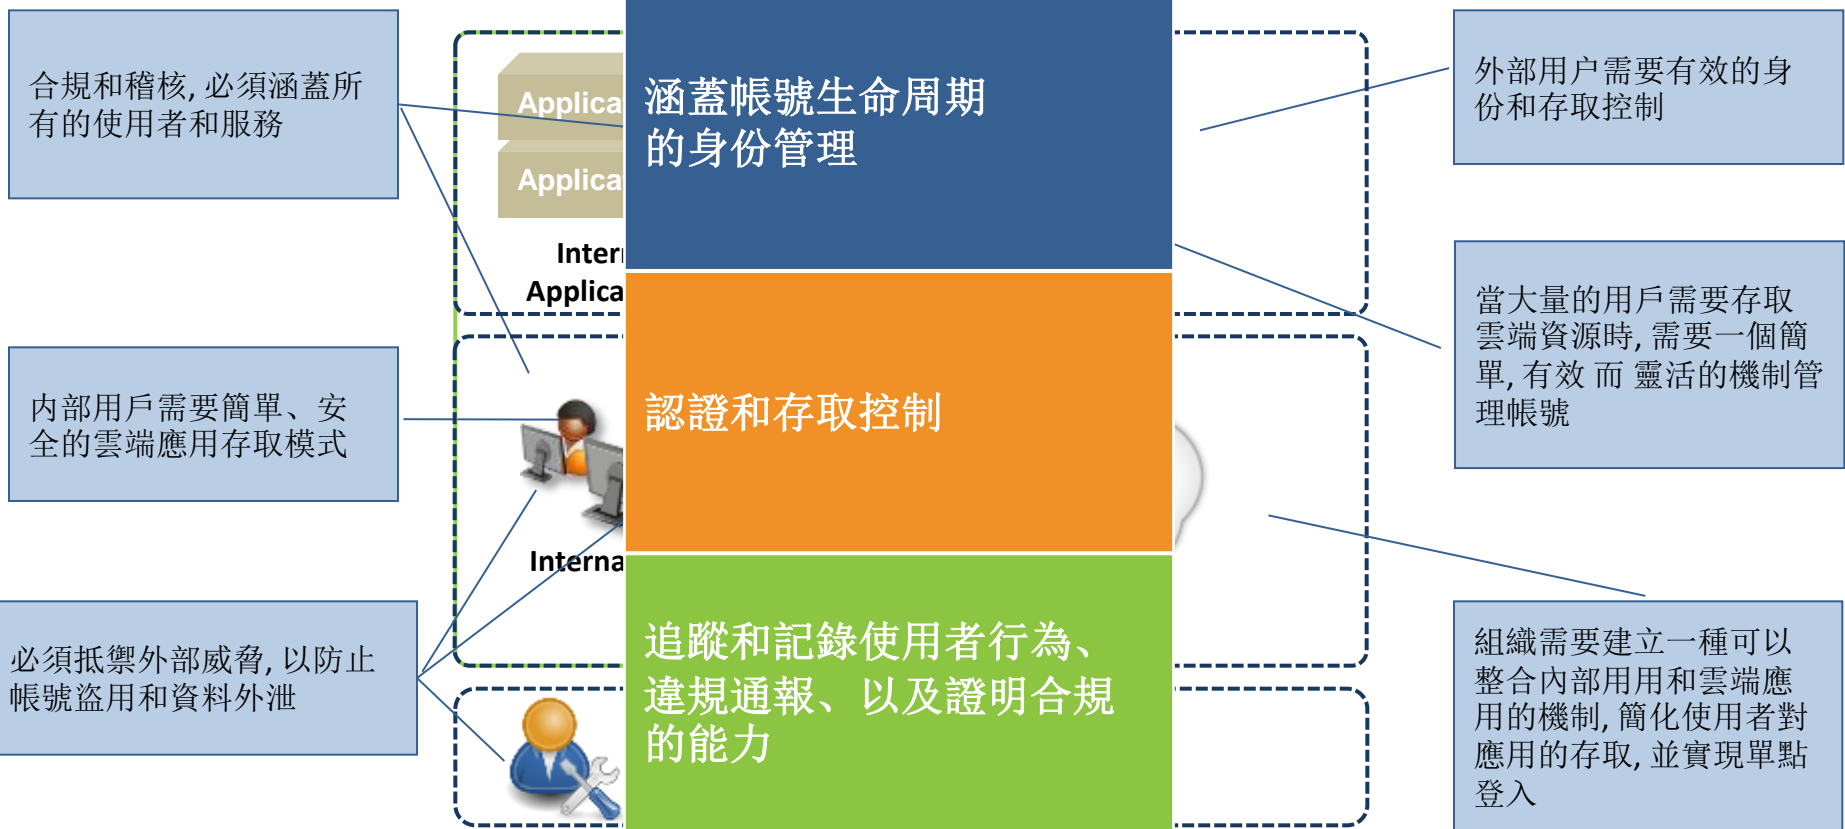 合規和稽核, 必須涵蓋所
有的使用者和服務
内部用戶需要簡單、安
全的雲端應用存取模式
必須抵禦外部威脅, 以防止
帳號盜用和資料外泄
Applica
Applica
Inter
Applica
Interna
涵蓋帳號生命周期
的身份管理
認證和存取控制
追蹤和記錄使用者行為、
違規通報、以及證明合規
的能力
外部用户需要有效的身
份和存取控制
當大量的用戶需要存取
雲端資源時, 需要一個簡
單, 有效 而 靈活的機制管
理帳號
組織需要建立一種可以
整合內部用用和雲端應
用的機制, 簡化使用者對
應用的存取, 並實現單點
登入